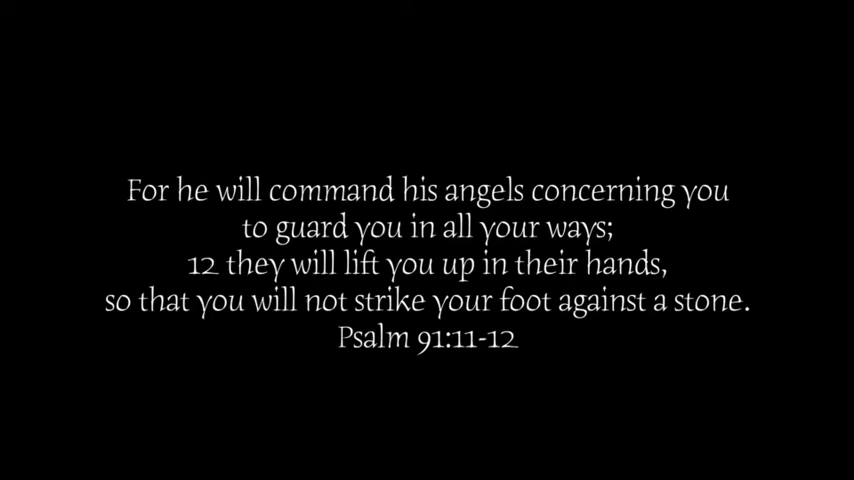 For he will command his angels concerning you
to guard you in all your ways;
12 they will lift you up in their hands,
so that you will not strike your foot against a stone.
Psalm 91:11-12